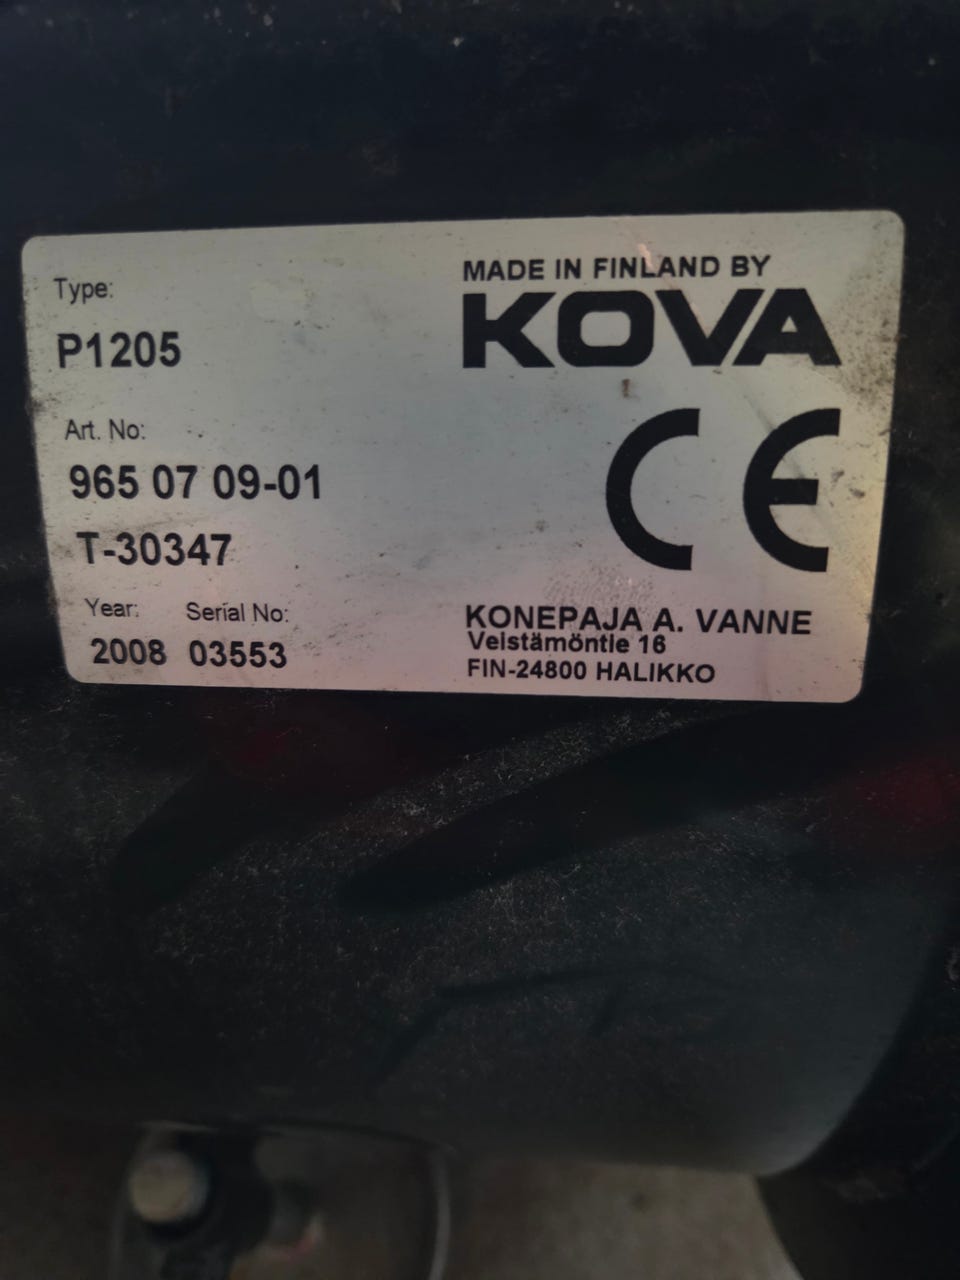 Type:
P1205
Art. No:
965 07 09-01
T-30347
Year: Serial No:
2008 03553
MADE IN FINLAND BY
KOVA
CE
KONEPAJA A. VANNE
Veistämöntie 16
FIN-24800 HALIKKO